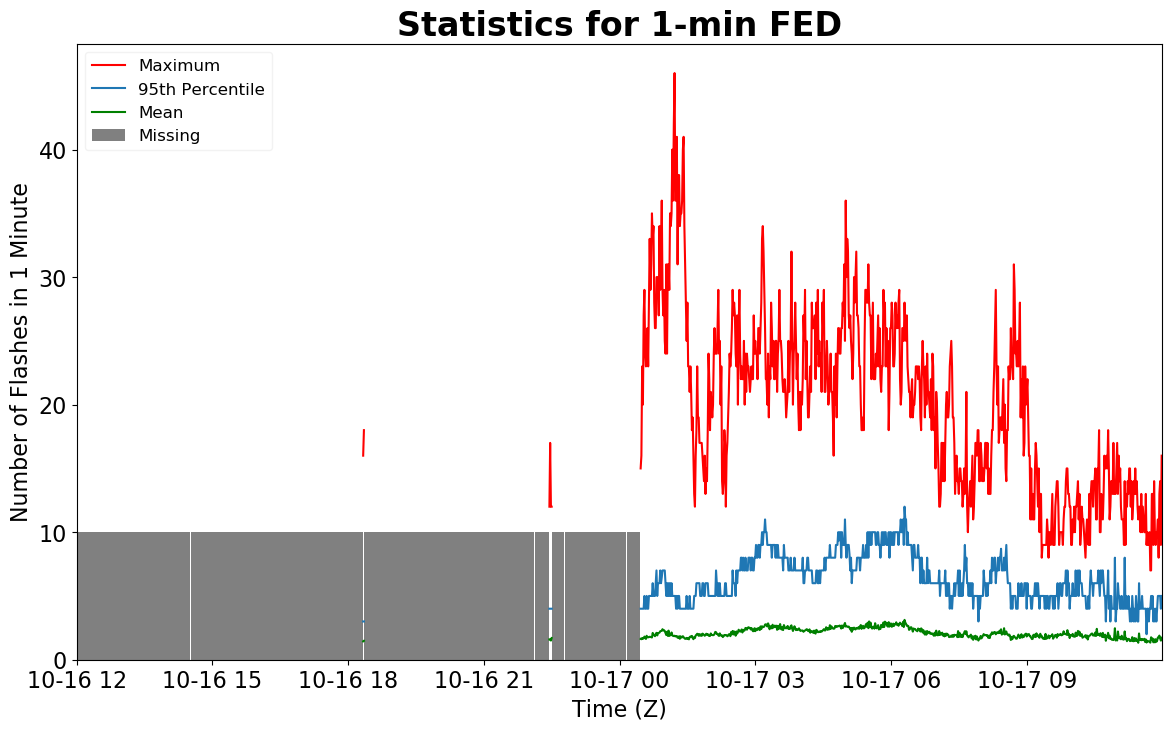 Statistics for 1-min FED
Maximum
95th Percentile
Mean
Missing
Number of Flashes in 1 Minute
40
30
20
10
0
10-16 12 10-16 15 10-16 18 10-16 21 10-17 00 10-17 03 10-17 06 10-17 09
Time (Z)